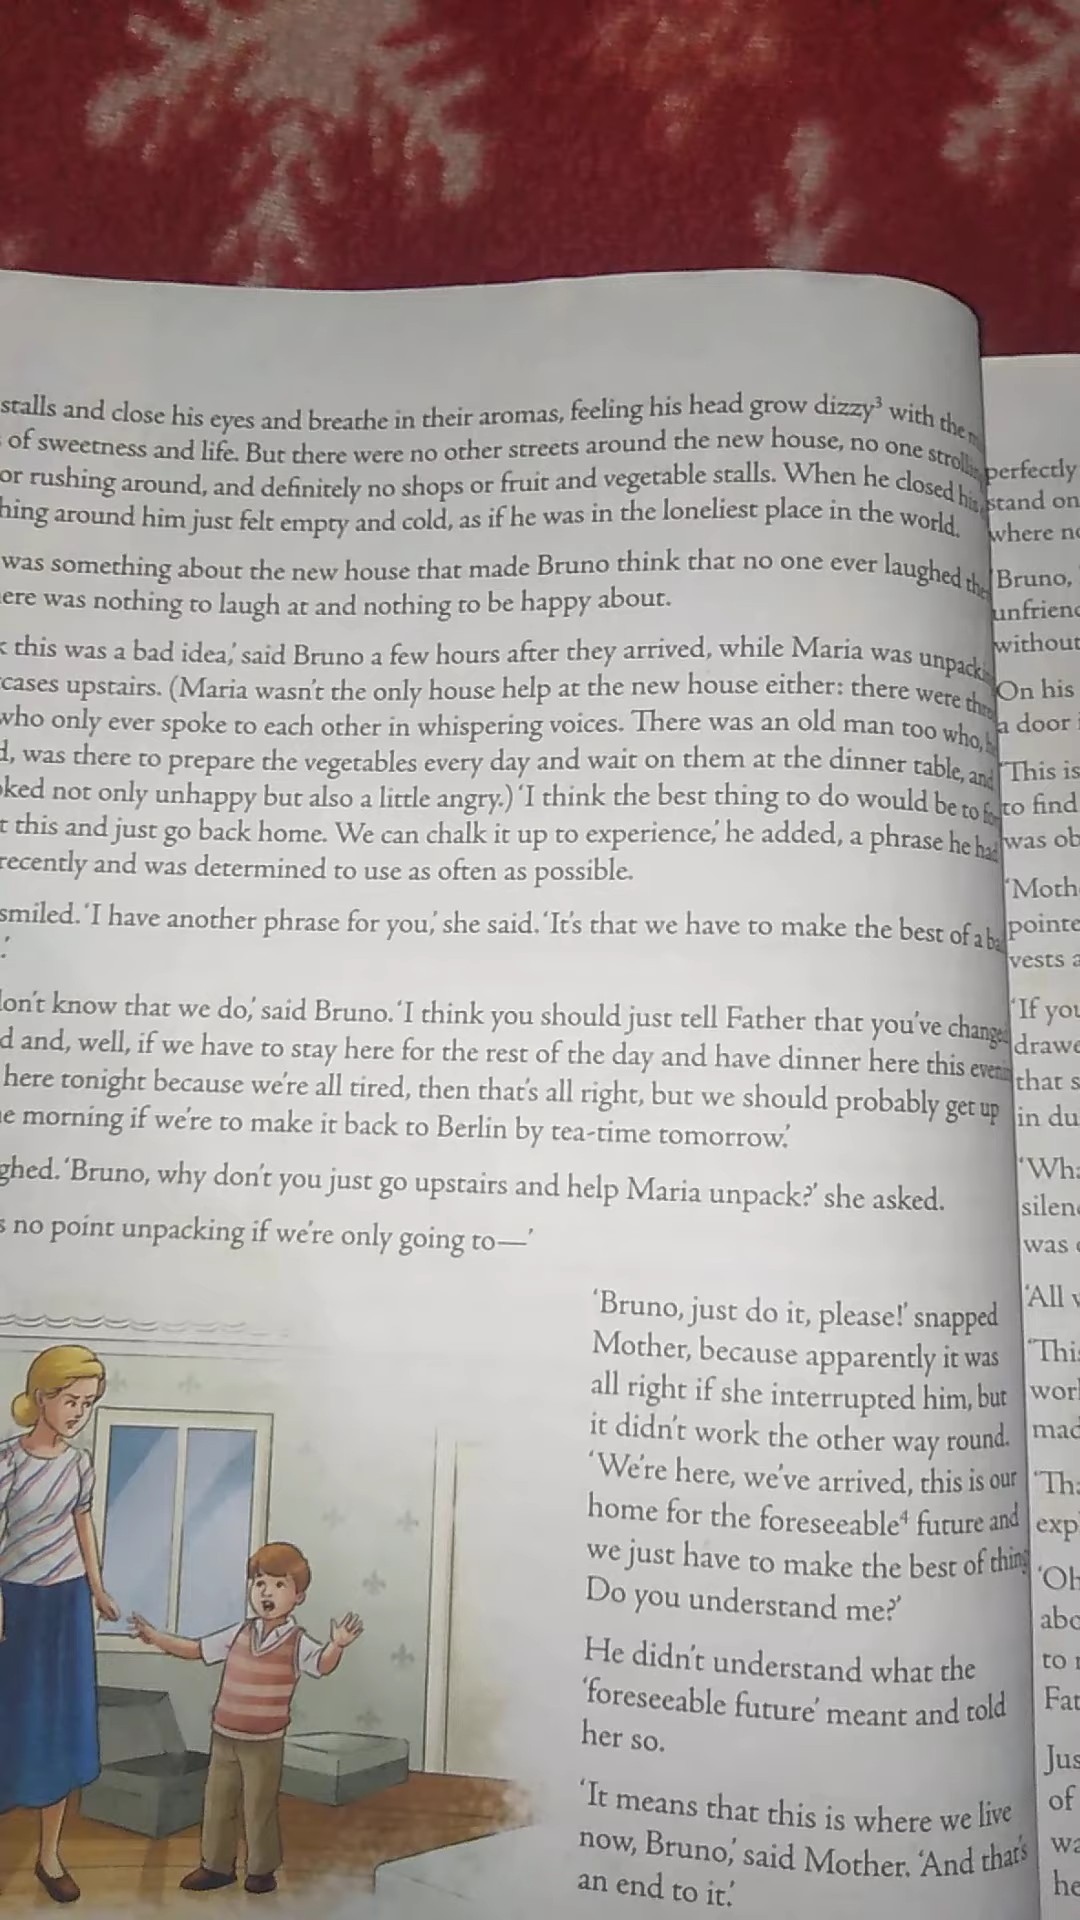 stalls and close his eyes and breathe in their aromas, feeling his head grow dizzy³ with the
of sweetness and life. But there were no other streets around the new house, no one
or rushing around, and definitely no shops or fruit and vegetable stalls. When he closed his
hing around him just felt empty and cold, as if he was in the loneliest place in the world.
was something about the new house that made Bruno think that no one ever laughed
ere was nothing to laugh at and nothing to be happy about.
k this was a bad idea,' said Bruno a few hours after they arrived, while Maria was
cases upstairs. (Maria wasn't the only house help at the new house either: there were
who only ever spoke to each other in whispering voices. There was an old man too who,
d, was there to prepare the vegetables every day and wait on them at the dinner table, and
ked not only unhappy but also a little angry.) 'I think the best thing to do would be to
t this and just go back home. We can chalk it up to experience,' he added, a phrase he had
recently and was determined to use as often as possible.
smiled. 'I have another phrase for you,' she said. 'It's that we have to make the best of a
.'
on't know that we do,' said Bruno. 'I think you should just tell Father that you've
d and, well, if we have to stay here for the rest of the day and have dinner here this
here tonight because we're all tired, then that's all right, but we should probably get up
e morning if we're to make it back to Berlin by tea-time tomorrow.'
ghed. 'Bruno, why don't you just go upstairs and help Maria unpack?' she asked.
s no point unpacking if we're only going to—'
'Bruno, just do it, please!' snapped
Mother, because apparently it was
all right if she interrupted him, but
it didn't work the other way round.
'We're here, we've arrived, this is our
home for the foreseeable⁴ future and
we just have to make the best of
Do you understand me?'
He didn't understand what the
'foreseeable future' meant and told
her so.
'It means that this is where we live
now, Bruno,' said Mother. 'And that's
an end to it.'
perfectly
stand on
where
'Bruno,
without
On his
a door
'This is
to find
was
vests
'If you
that
in
was
'All
to
of